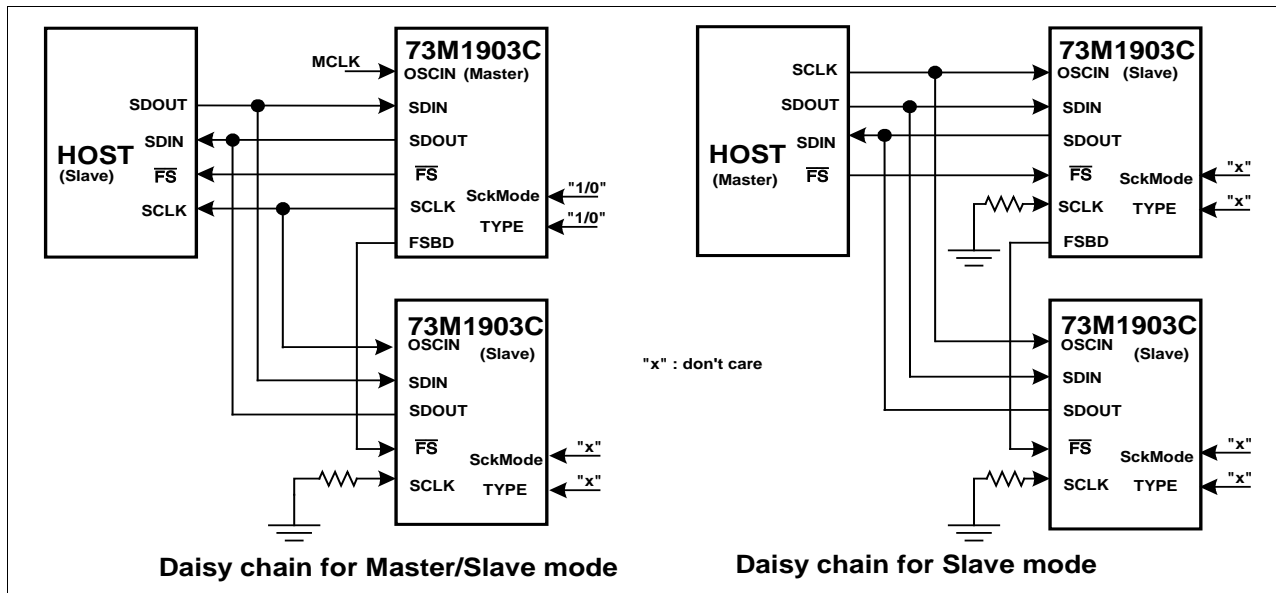 73M1903C
MCLK
OSCIN (Master)
SDOUT
SDIN
SDIN
SDOUT
HOST
(Slave)
FS
FS
SckMode
"1/0"
SCLK
SCLK
TYPE
"1/0"
FSBD
73M1903C
OSCIN
(Slave)
SDIN
SDOUT
FS
SckMode
"x"
SCLK
TYPE
"x"
Daisy chain for Master/Slave mode
73M1903C
SCLK
OSCIN
(Slave)
SDOUT
SDIN
SDIN
SDOUT
HOST
(Master)
FS
FS
SckMode
"x"
SCLK
TYPE
"x"
FSBD
73M1903C
OSCIN
(Slave)
"x" : don't care
SDIN
SDOUT
FS
SckMode
"x"
SCLK
TYPE
"x"
Daisy chain for Slave mode